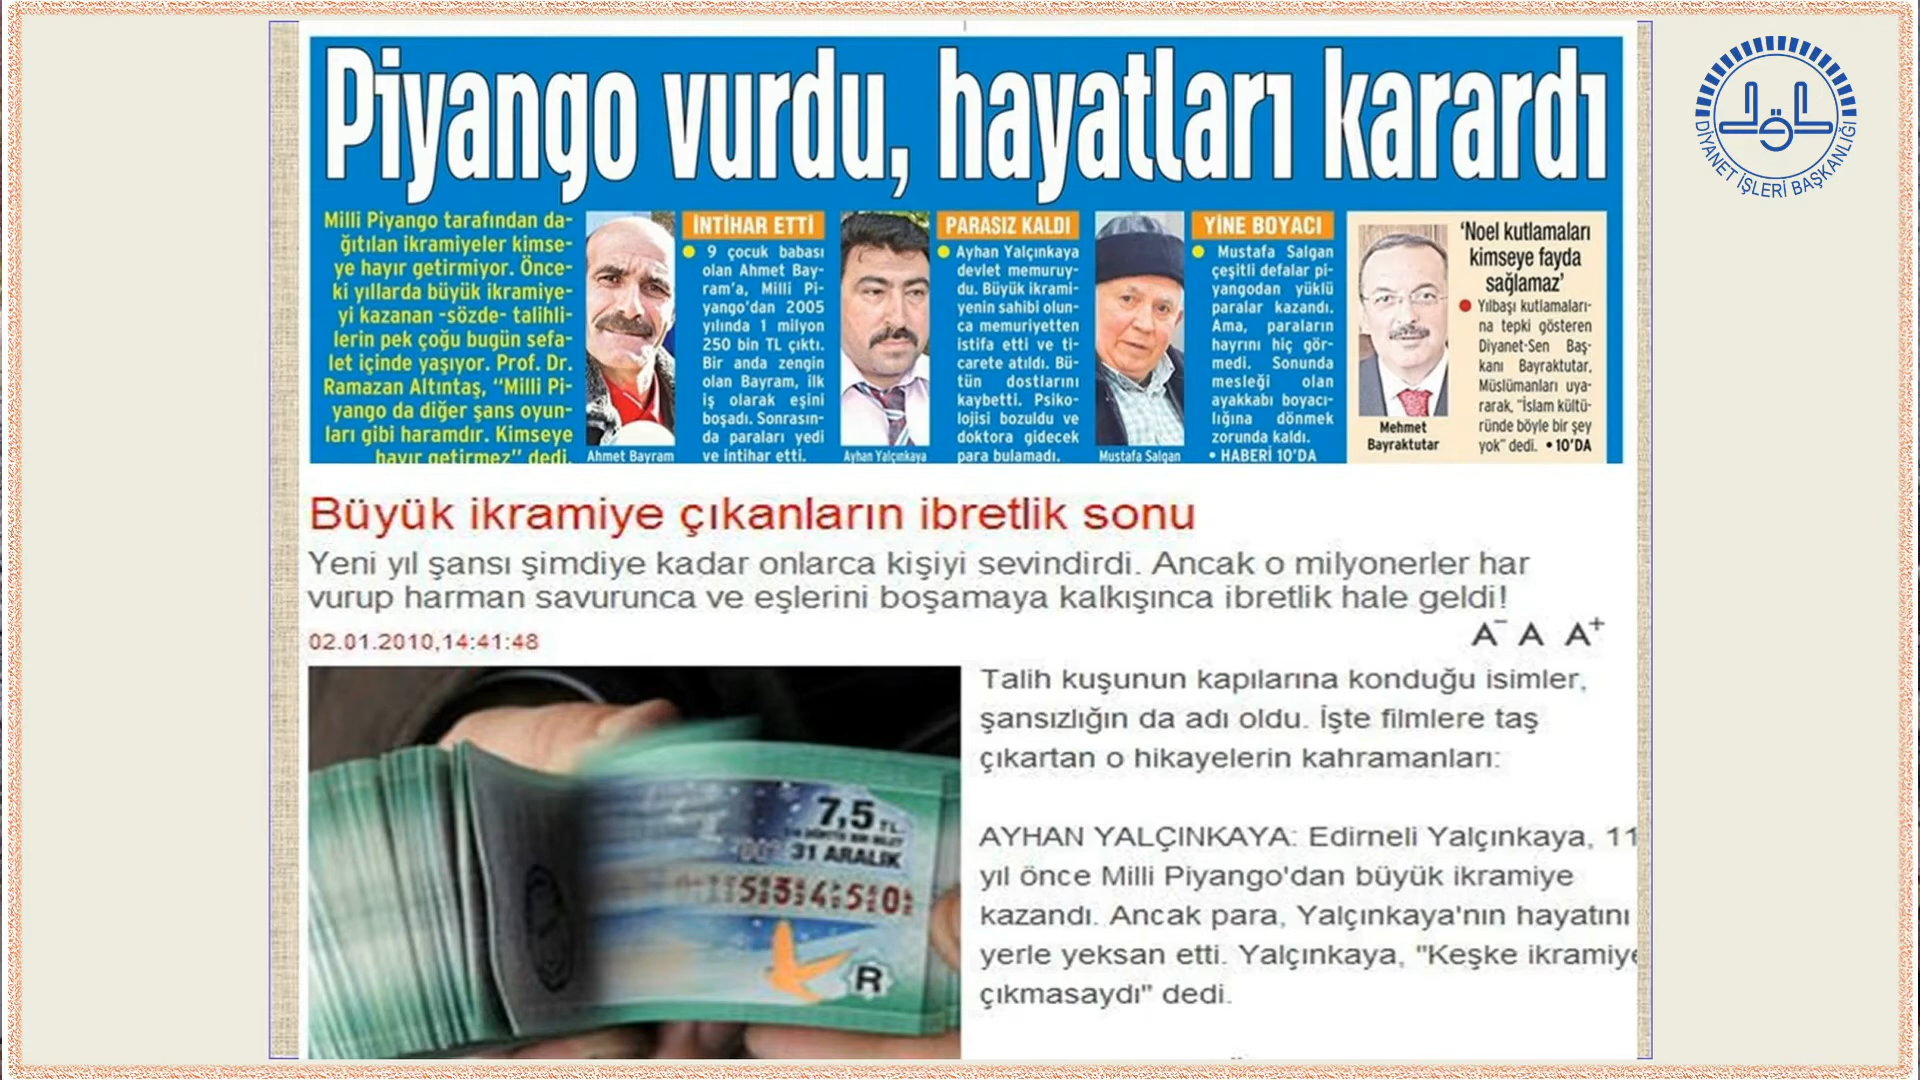 Piyango vurdu, hayatları karardı
Milli Piyango tarafından da-
ğıtılan ikramiyeler kimse-
ye hayır getirmiyor. Önce-
ki yıllarda büyük ikramiye-
yi kazanan -sözde- talihli-
lerin pek çoğu bugün sefa-
let içinde yaşıyor. Prof. Dr.
Ramazan Altıntaş, “Milli Pi-
yango da diğer şans oyun-
ları gibi haramdır. Kimseye
hayır getirmez” dedi.
Ahmet Bayram
İNTİHAR ETTİ
9 çocuk babası
olan Ahmet Bay-
ram’a, Milli Pi-
yango’dan 2005
yılında 1 milyon
250 bin TL çıktı.
Bir anda zengin
olan Bayram, ilk
iş olarak eşini
boşadı. Sonrasın-
da paraları yedi
ve intihar etti.
Ayhan Yalçınkaya
PARASIZ KALDI
Ayhan Yalçınkaya
devlet memuruy-
du. Büyük ikrami-
yenin sahibi olun-
ca memuriyetten
istifa etti ve ti-
carete atıldı. Bü-
tün dostlarını
kaybetti. Psiko-
lojisi bozuldu ve
doktora gidecek
para bulamadı.
Mustafa Salgan
YİNE BOYACI
Mustafa Salgan
çeşitli defalar pi-
yangodan yüklü
paralar kazandı.
Ama, paraların
hayrını hiç gör-
medi. Sonunda
mesleği olan
ayakkabı boyacı-
lığına dönmek
zorunda kaldı.
• HABERİ 10’DA
Mehmet
Bayraktutar
‘Noel kutlamaları
kimseye fayda
sağlamaz’
Yılbaşı kutlamaları-
na tepki gösteren
Diyanet-Sen Baş-
kanı Bayraktutar,
Müslümanları uya-
rarak, “İslam kültü-
ründe böyle bir şey
yok” dedi. • 10’DA
DİYANET İŞLERİ BAŞKANLIĞI
Büyük ikramiye çıkanların ibretlik sonu
Yeni yıl şansı şimdiye kadar onlarca kişiyi sevindirdi. Ancak o milyonerler har
vurup harman savurunca ve eşlerini boşamaya kalkışınca ibretlik hale geldi!
02.01.2010,14:41:48
A- A A+
7,5 TL
31 ARALIK
53450
R
Talih kuşunun kapılarına konduğu isimler,
şansızlığın da adı oldu. İşte filmlere taş
çıkartan o hikayelerin kahramanları:
AYHAN YALÇINKAYA: Edirneli Yalçınkaya, 11
yıl önce Milli Piyango'dan büyük ikramiye
kazandı. Ancak para, Yalçınkaya'nın hayatını
yerle yeksan etti. Yalçınkaya, "Keşke ikramiye
çıkmasaydı" dedi.